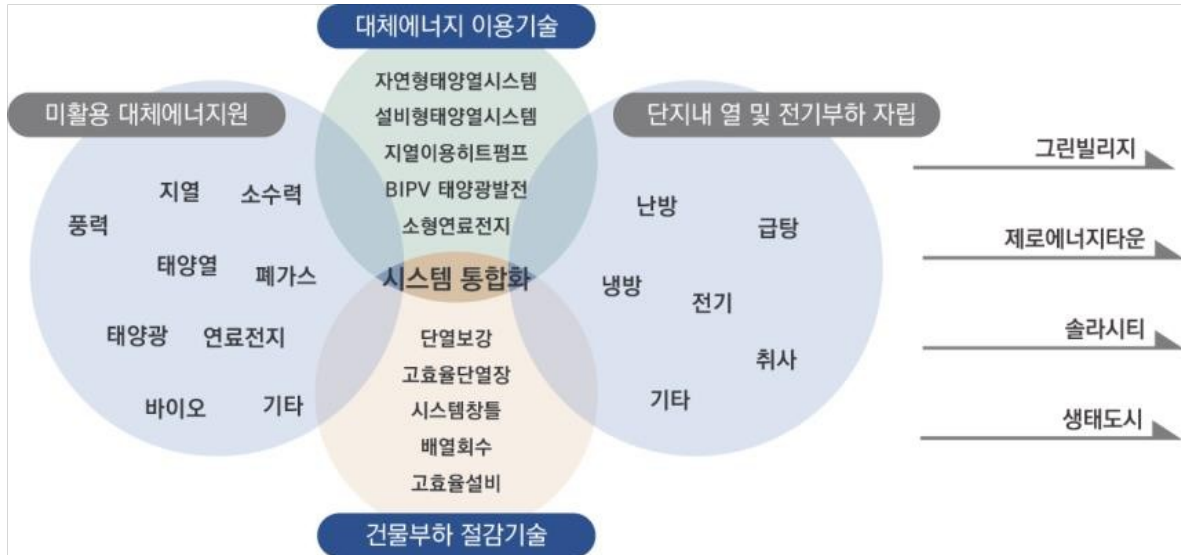 대체에너지 이용기술
자연형태양열시스템
설비형태양열시스템
지열이용히트펌프
BIPV 태양광발전
소형연료전지
미활용 대체에너지원
지열 소수력
풍력
태양열 폐가스
태양광 연료전지
바이오 기타
시스템 통합화
단열보강
고효율단열장
시스템창틀
배열회수
고효율설비
건물부하 절감기술
단지내 열 및 전기부하 자립
난방
급탕
냉방
전기
취사
기타
그린빌리지
제로에너지타운
솔라시티
생태도시